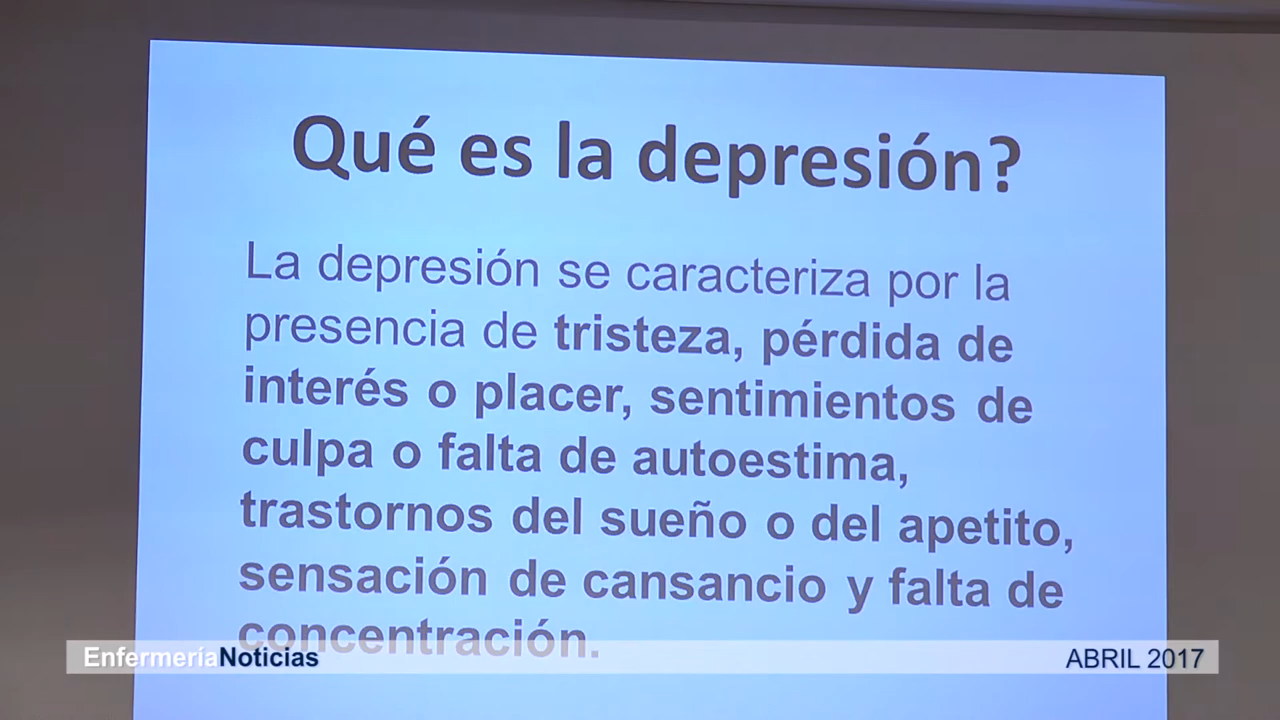 Qué es la depresión?
La depresión se caracteriza por la
presencia de tristeza, pérdida de
interés o placer, sentimientos de
culpa o falta de autoestima,
trastornos del sueño o del apetito,
sensación de cansancio y falta de
concentración.
EnfermeríaNoticias
ABRIL 2017